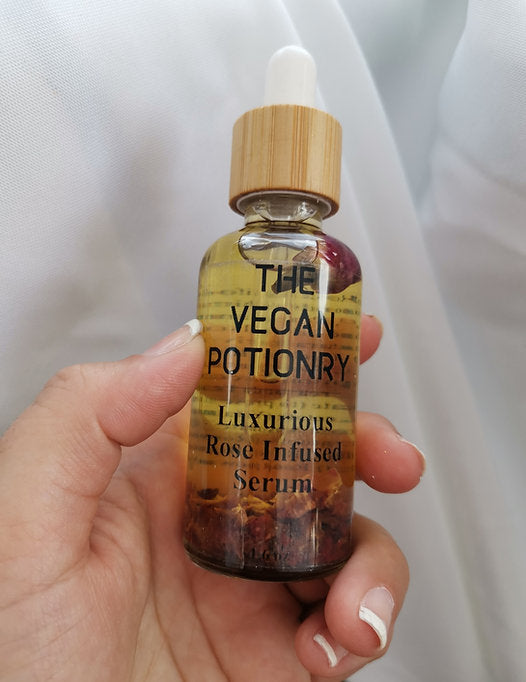 THE
VEGAN
POTIONRY
Luxurious
Rose Infused
Serum